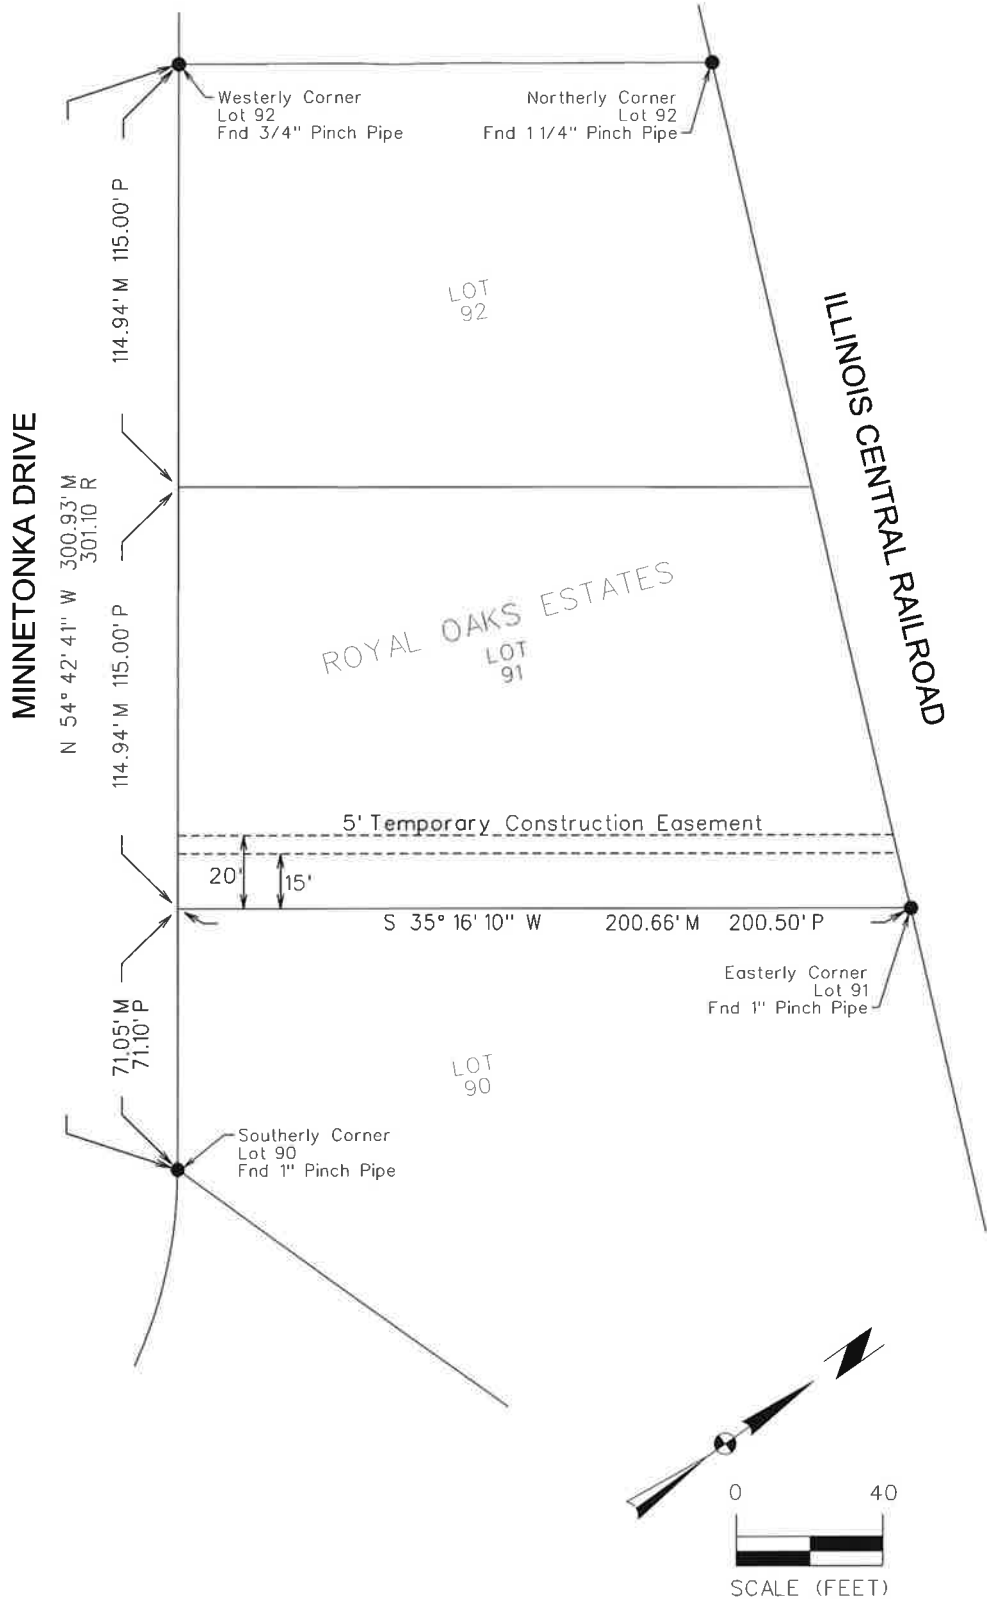 Westerly Corner
Lot 92
Fnd 3/4" Pinch Pipe
Northerly Corner
Lot 92
Fnd 1 1/4" Pinch Pipe
114.94' M 115.00' P
LOT
92
ILLINOIS CENTRAL RAILROAD
MINNETONKA DRIVE
N 54° 42' 41" W 300.93' M
301.10 R
ROYAL OAKS ESTATES
LOT
91
114.94' M 115.00' P
5' Temporary Construction Easement
20'
15'
S 35° 16' 10" W 200.66' M 200.50' P
Easterly Corner
Lot 91
Fnd 1" Pinch Pipe
71.05' M
71.10' P
LOT
90
Southerly Corner
Lot 90
Fnd 1" Pinch Pipe
N
0 40
SCALE (FEET)